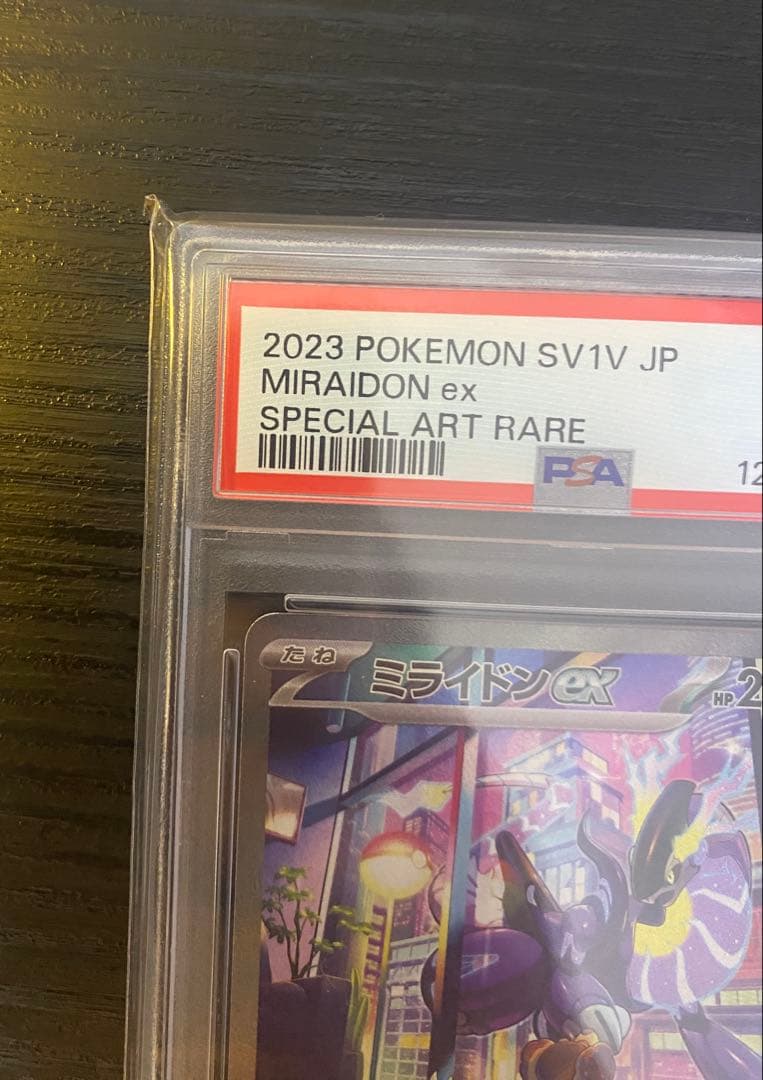 2023 POKEMON SV1V JP
MIRAIDON ex
SPECIAL ART RARE
PSA
12
たね
ミライドンex
HP 2